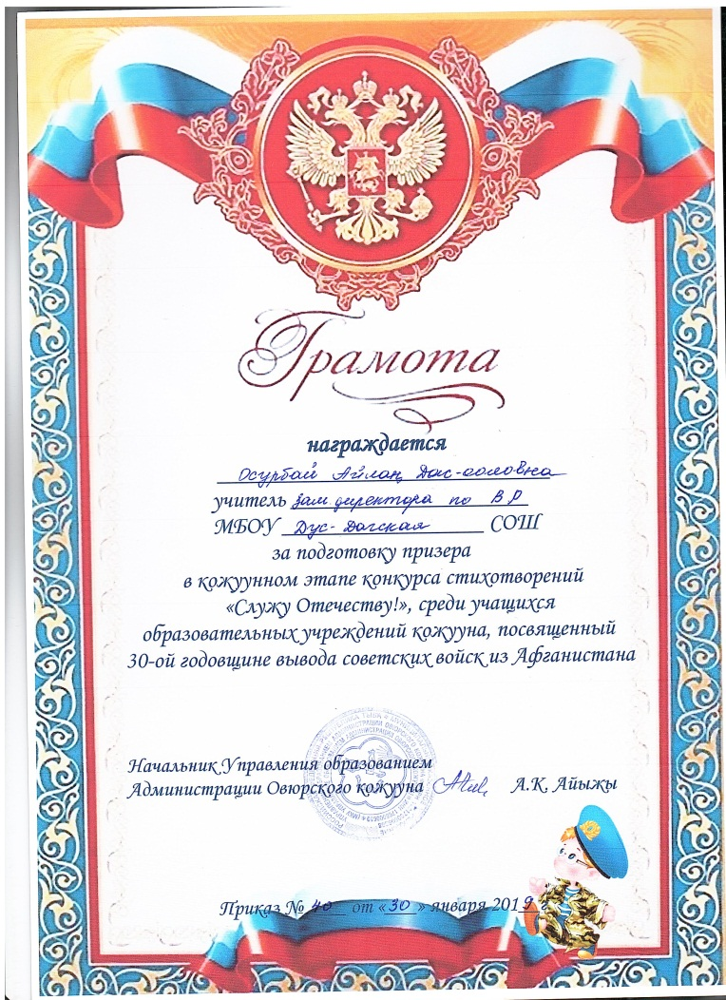 Грамота
награждается
Осурбай Айлаң Дас-ооловна
учитель зам.директора по ВР
МБОУ Дус-Дагская СОШ
за подготовку призера
в кожуунном этапе конкурса стихотворений
«Служу Отечеству!», среди учащихся
образовательных учреждений кожууна, посвященный
30-ой годовщине вывода советских войск из Афганистана
Начальник Управления образованием
Администрации Овюрского кожууна А.К. Айыжы
Приказ № 40 от «30» января 2019 г